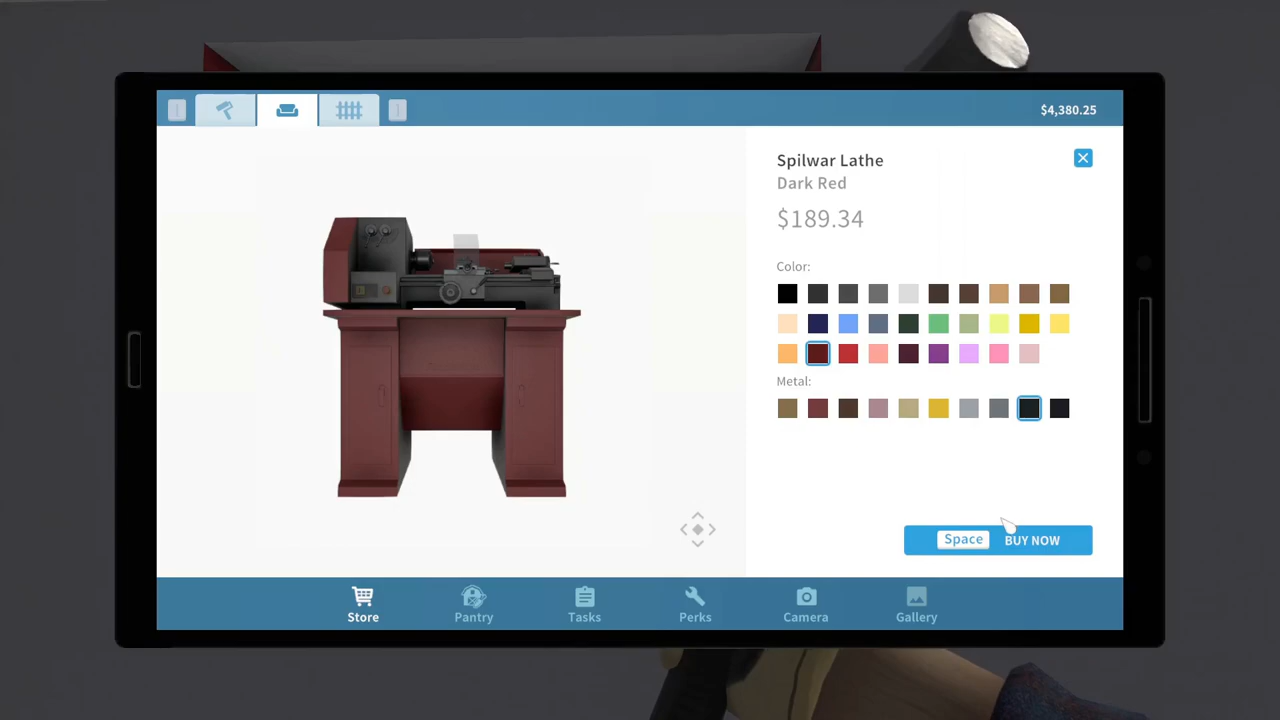 $4,380.25
Spilwar Lathe
Dark Red
$189.34
Color:
Metal:
Space BUY NOW
Store
Pantry
Tasks
Perks
Camera
Gallery